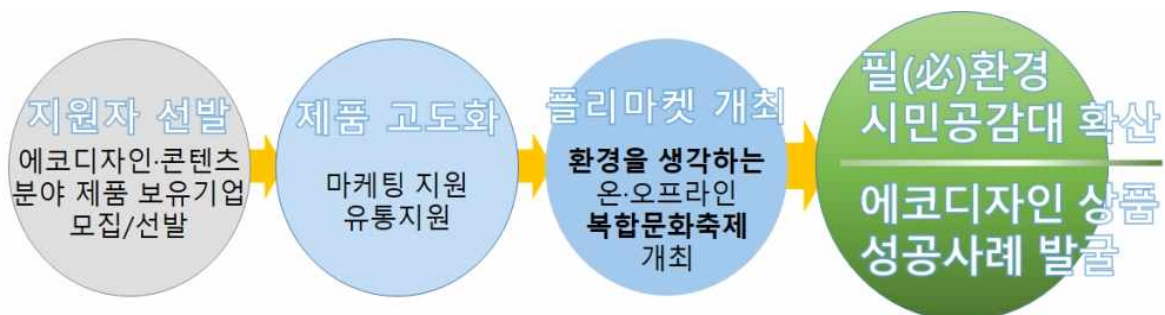 지원자 선발
에코디자인·콘텐츠
분야 제품 보유기업
모집/선발
제품 고도화
마케팅 지원
유통지원
플리마켓 개최
환경을 생각하는
온·오프라인
복합문화축제
개최
필(必)환경
시민공감대 확산
에코디자인 상품
성공사례 발굴